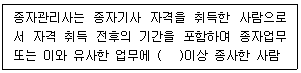 종자관리사는 종자기사 자격을 취득한 사람으로
서 자격 취득 전후의 기간을 포함하여 종자업무
또는 이와 유사한 업무에 (   )이상 종사한 사람